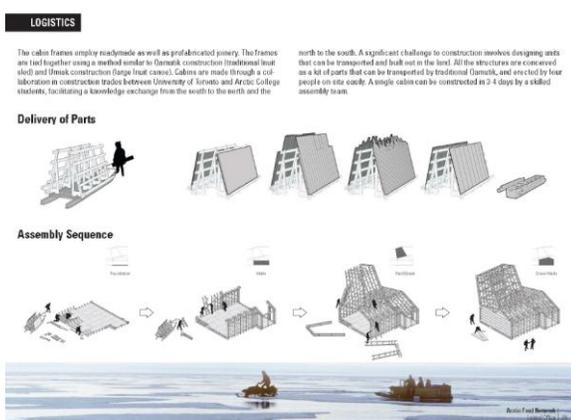 LOGISTICS
The cabin frames employ readymade as well as prefabricated joinery. The frames
are tied together using a method similar to Qamutik construction (traditional Inuit
sled) and Umiak construction (large Inuit canoe). Cabins are made through a col-
laboration in construction trades between University of Toronto and Arctic College
students, facilitating a knowledge exchange from the south to the north and the
north to the south. A significant challenge to construction involves designing units
that can be transported and built out in the land. All the structures are conceived
as a kit of parts that can be transported by traditional Qamutik, and erected by four
people on site easily. A single cabin can be constructed in 3-4 days by a skilled
assembly team.
Delivery of Parts
Assembly Sequence
Foundation
Walls
Arctic Food Network